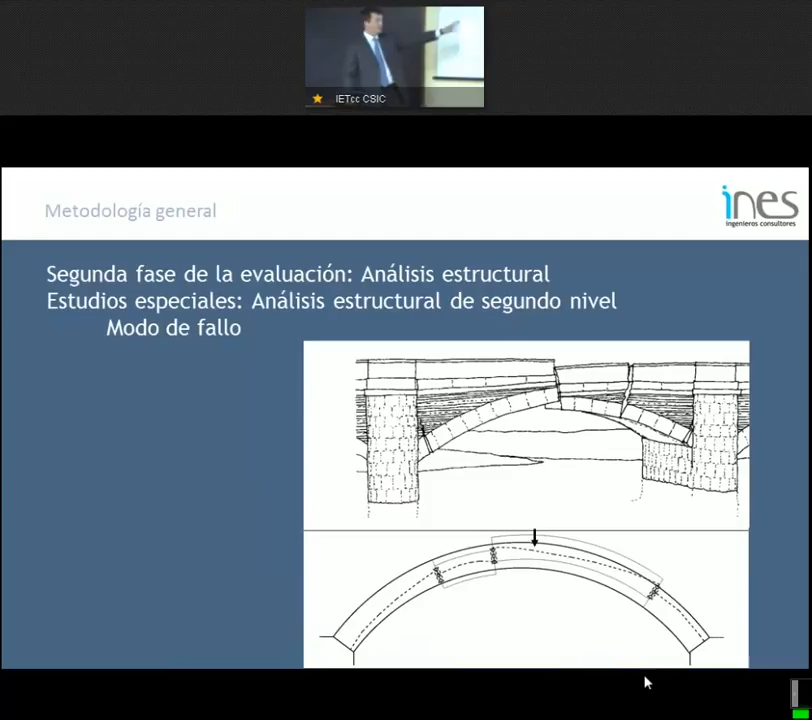 IETcc CSIC
Metodología general
ines
ingenieros consultores
Segunda fase de la evaluación: Análisis estructural
Estudios especiales: Análisis estructural de segundo nivel
Modo de fallo